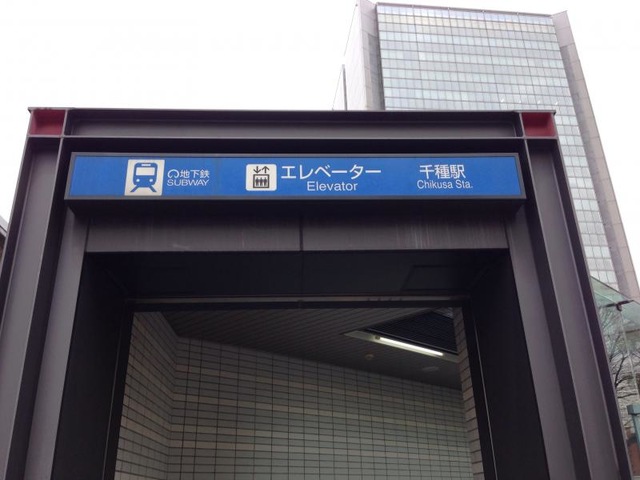 地下鉄
SUBWAY
エレベーター
Elevator
千種駅
Chikusa Sta.